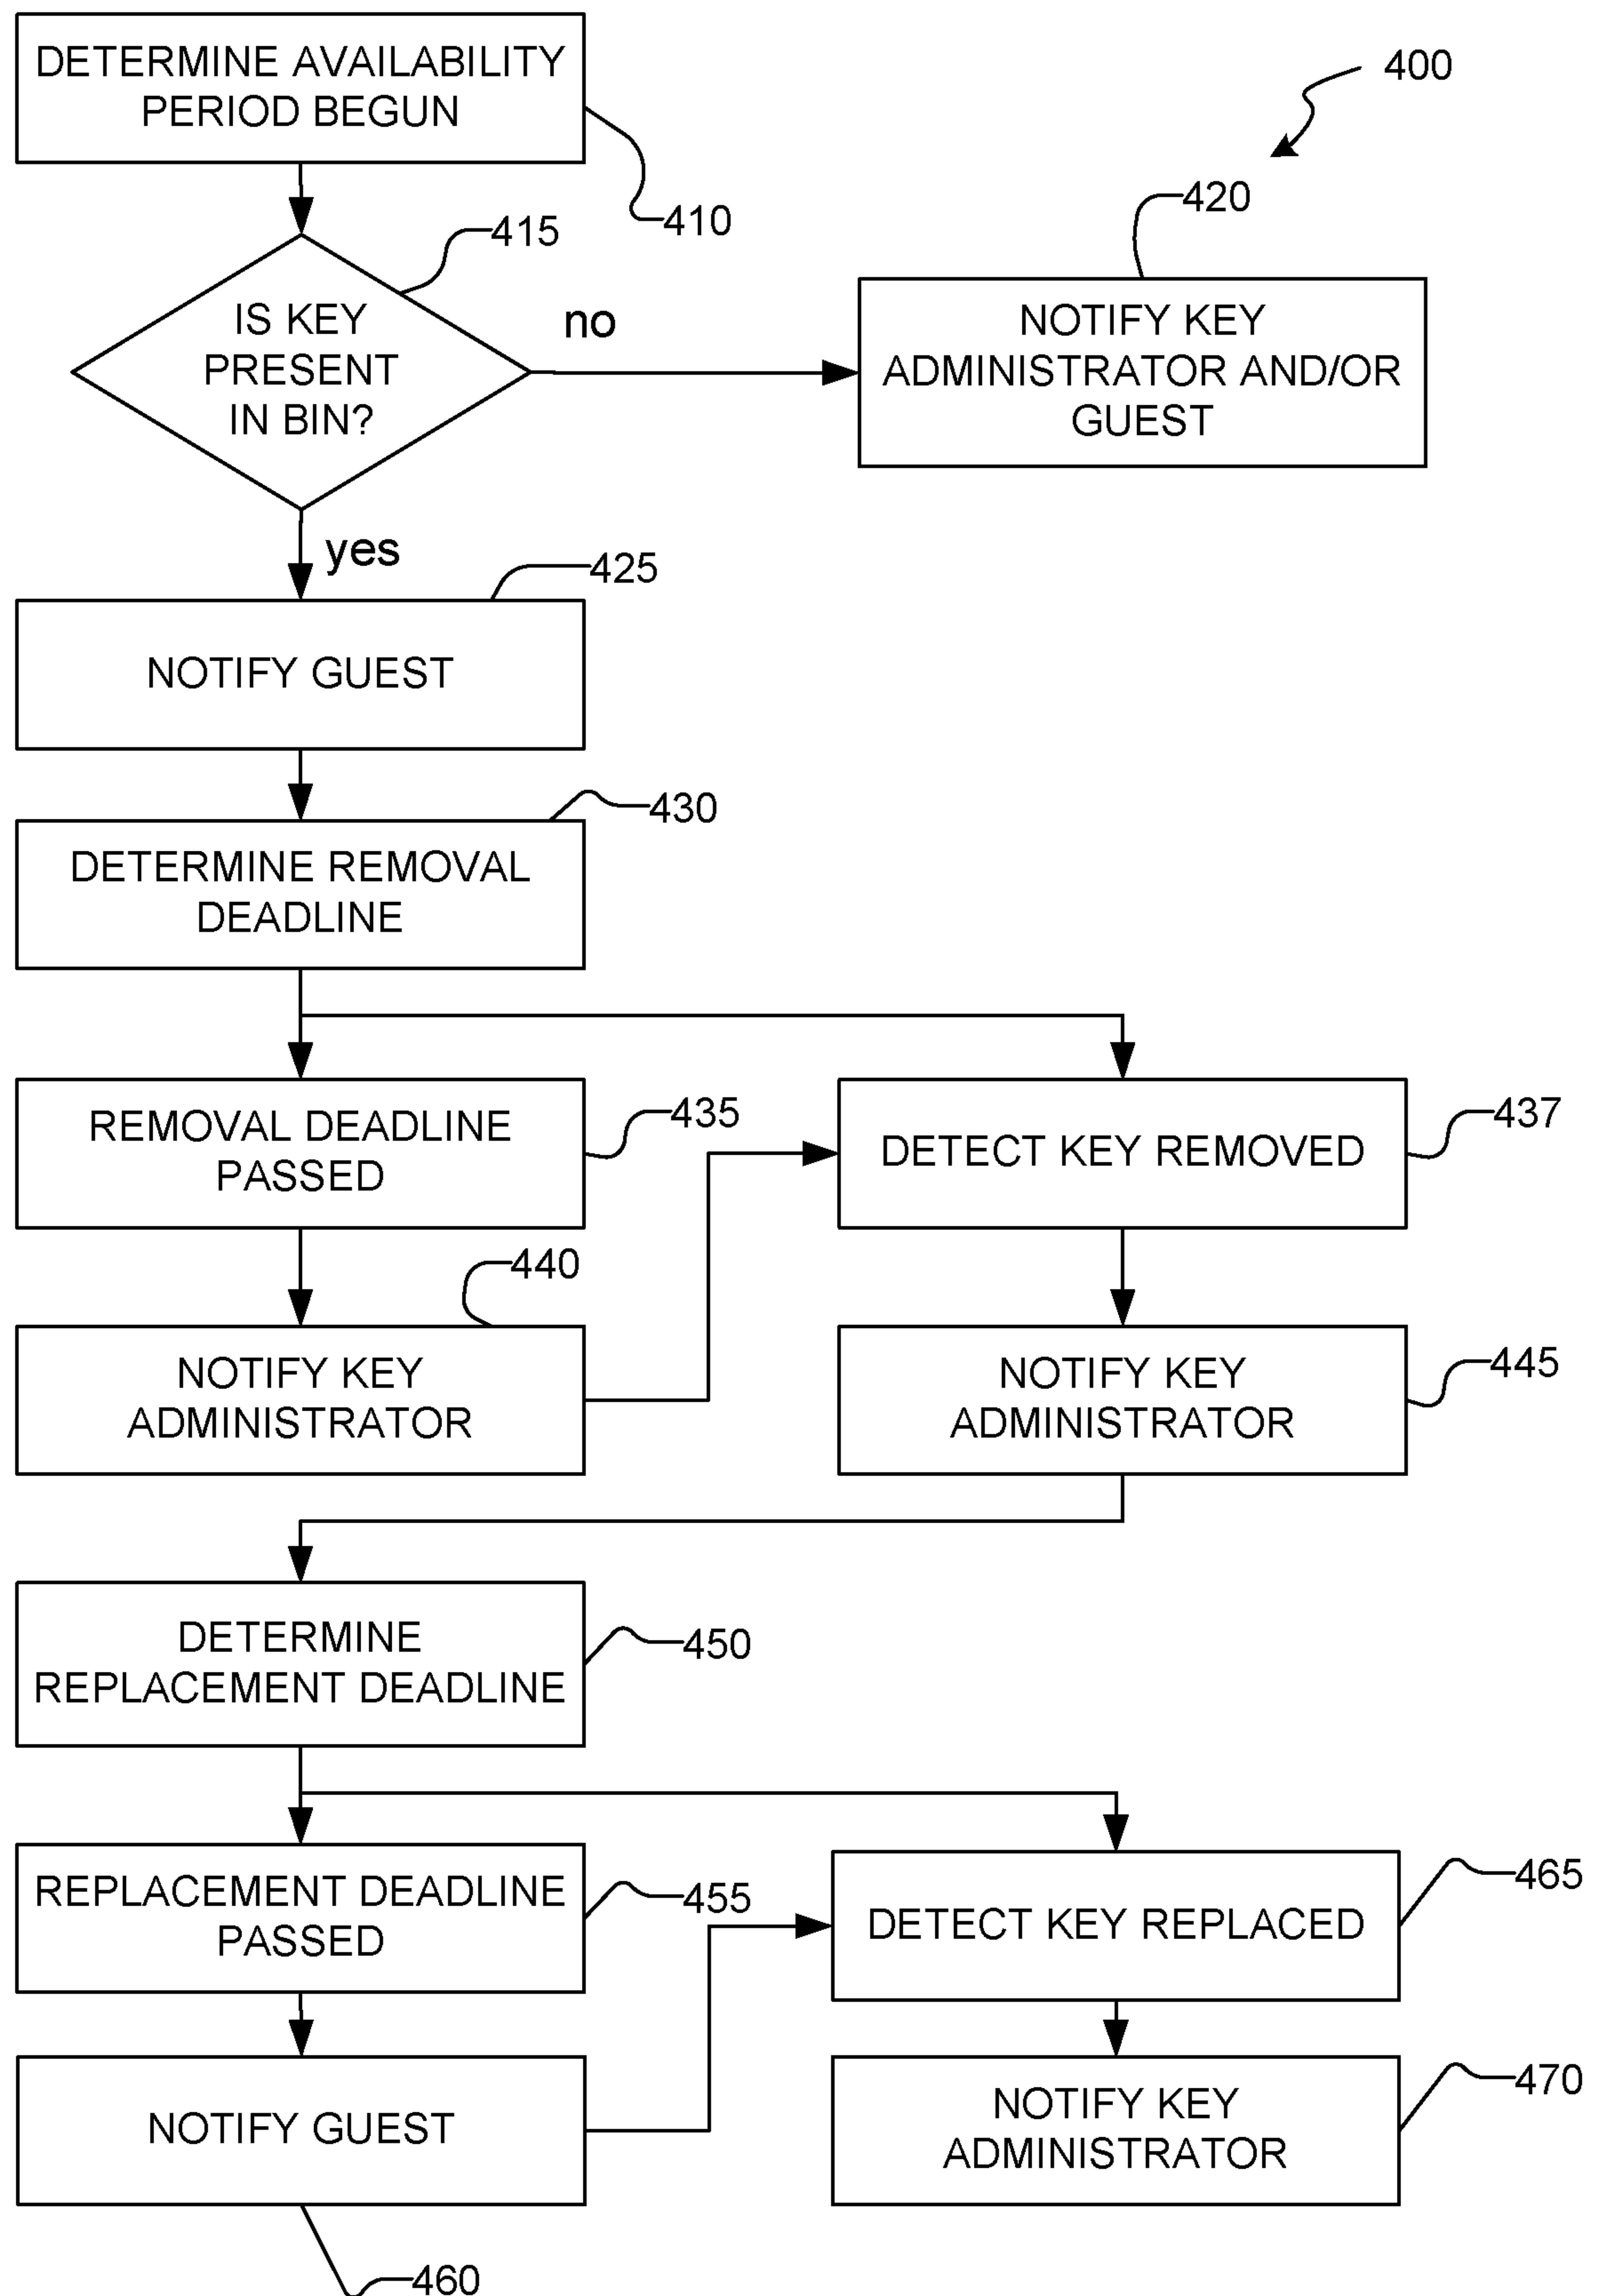 DETERMINE AVAILABILITY
PERIOD BEGUN
400
410
420
415
IS KEY
PRESENT
IN BIN?
no
NOTIFY KEY
ADMINISTRATOR AND/OR
GUEST
yes
425
NOTIFY GUEST
430
DETERMINE REMOVAL
DEADLINE
REMOVAL DEADLINE
PASSED
435
DETECT KEY REMOVED
437
440
NOTIFY KEY
ADMINISTRATOR
NOTIFY KEY
ADMINISTRATOR
445
DETERMINE
REPLACEMENT DEADLINE
450
REPLACEMENT DEADLINE
PASSED
455
DETECT KEY REPLACED
465
NOTIFY GUEST
460
NOTIFY KEY
ADMINISTRATOR
470